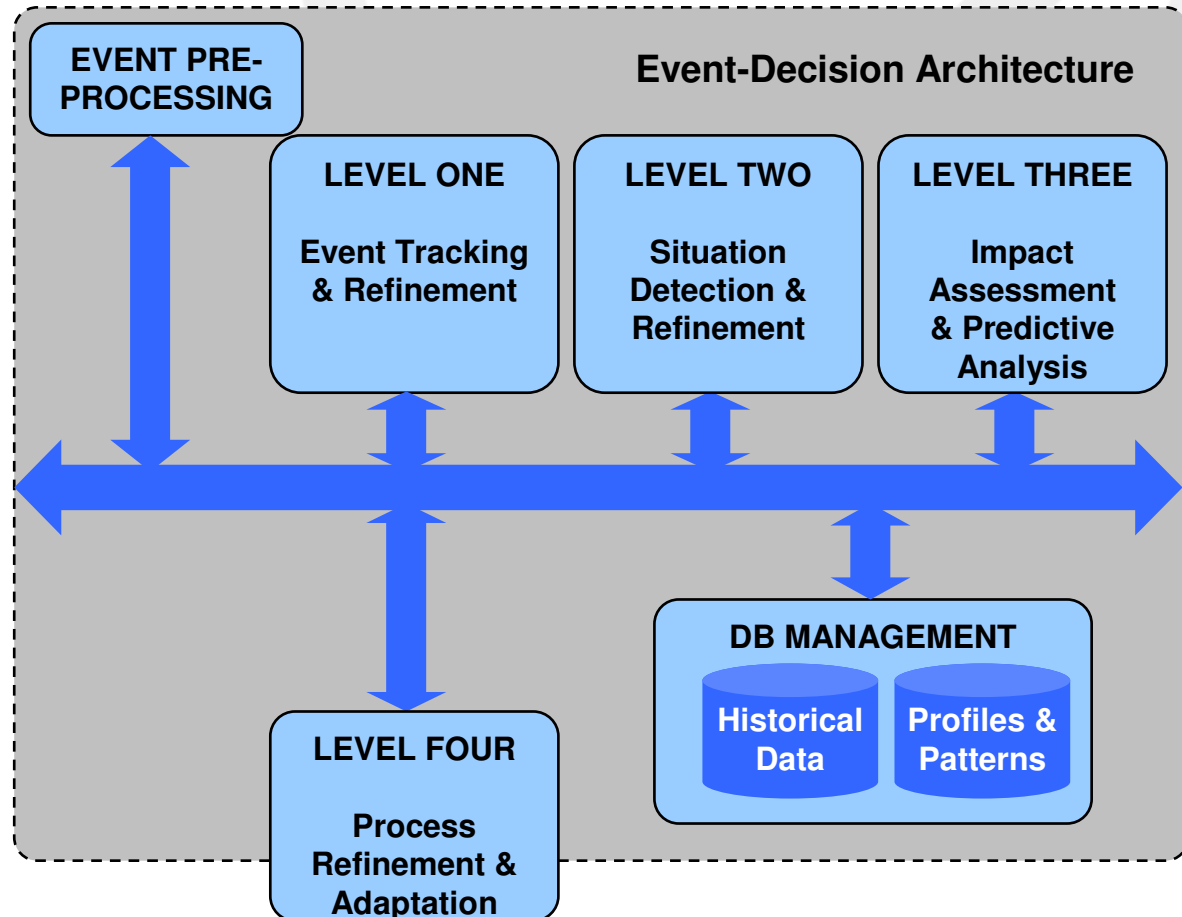 EVENT PRE-
PROCESSING
Event-Decision Architecture
LEVEL ONE
Event Tracking
& Refinement
LEVEL TWO
Situation
Detection &
Refinement
LEVEL THREE
Impact
Assessment
& Predictive
Analysis
DB MANAGEMENT
Historical
Data
Profiles &
Patterns
LEVEL FOUR
Process
Refinement &
Adaptation